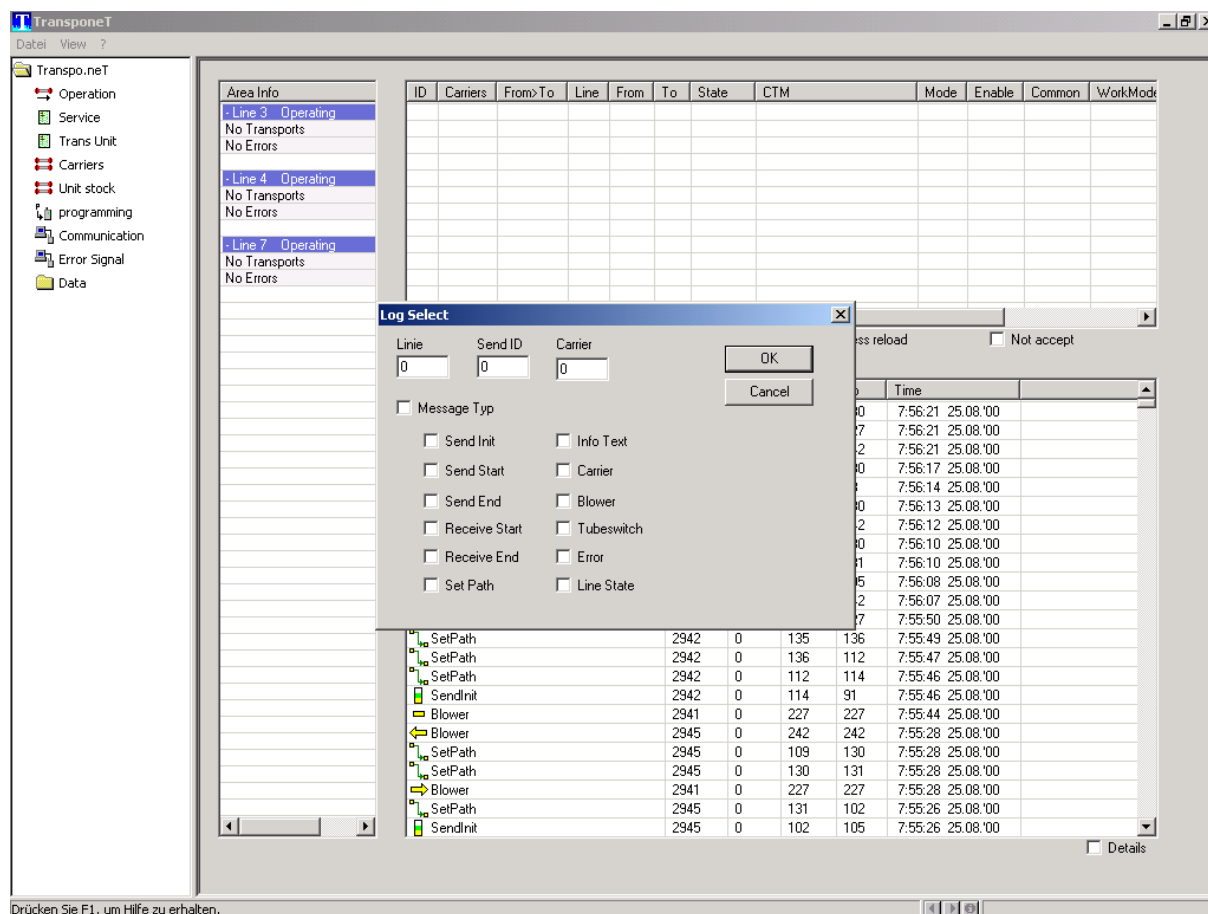 TransponeT
Datei View ?
Transpo.neT
Operation
Service
Trans Unit
Carriers
Unit stock
programming
Communication
Error Signal
Data
Area Info
- Line 3 Operating
No Transports
No Errors
- Line 4 Operating
No Transports
No Errors
- Line 7 Operating
No Transports
No Errors
ID Carriers From>To Line From To State CTM Mode Enable Common WorkMode
Log Select
Linie Send ID Carrier
0 0 0
OK
Cancel
Message Typ
Send Init Info Text
Send Start Carrier
Send End Blower
Receive Start Tubeswitch
Receive End Error
Set Path Line State
reload Not accept
Time
7:56:21 25.08.'00
7:56:21 25.08.'00
7:56:21 25.08.'00
7:56:17 25.08.'00
7:56:14 25.08.'00
7:56:13 25.08.'00
7:56:12 25.08.'00
7:56:10 25.08.'00
7:56:10 25.08.'00
7:56:08 25.08.'00
7:56:07 25.08.'00
7:55:50 25.08.'00
SetPath 2942 0 135 136 7:55:49 25.08.'00
SetPath 2942 0 136 112 7:55:47 25.08.'00
SetPath 2942 0 112 114 7:55:46 25.08.'00
SendInit 2942 0 114 91 7:55:46 25.08.'00
Blower 2941 0 227 227 7:55:44 25.08.'00
Blower 2945 0 242 242 7:55:28 25.08.'00
SetPath 2945 0 109 130 7:55:28 25.08.'00
SetPath 2945 0 130 131 7:55:28 25.08.'00
Blower 2941 0 227 227 7:55:28 25.08.'00
SetPath 2945 0 131 102 7:55:26 25.08.'00
SendInit 2945 0 102 105 7:55:26 25.08.'00
Details
Drücken Sie F1, um Hilfe zu erhalten.